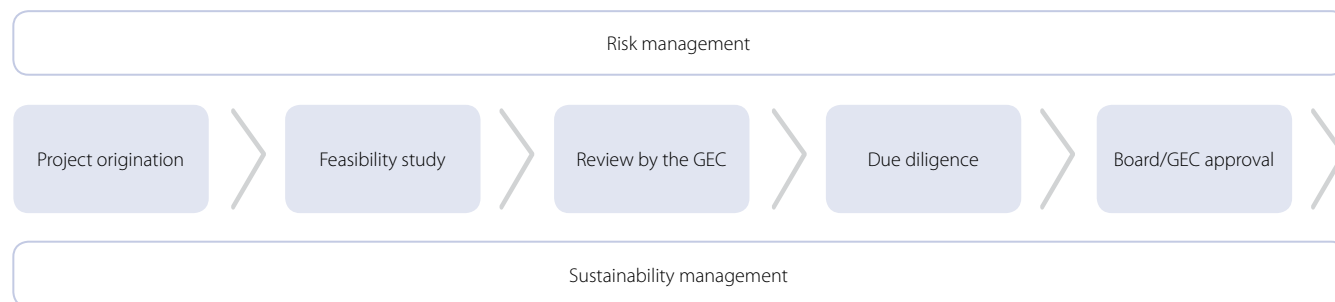 Risk management
Project origination
Feasibility study
Review by the GEC
Due diligence
Board/GEC approval
Sustainability management